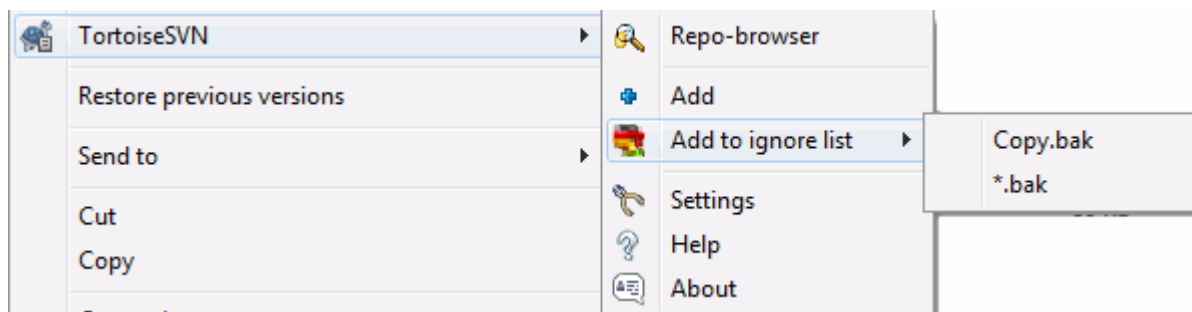 TortoiseSVN
Restore previous versions
Send to
Cut
Copy
Repo-browser
Add
Add to ignore list
Settings
Help
About
Copy.bak
*.bak